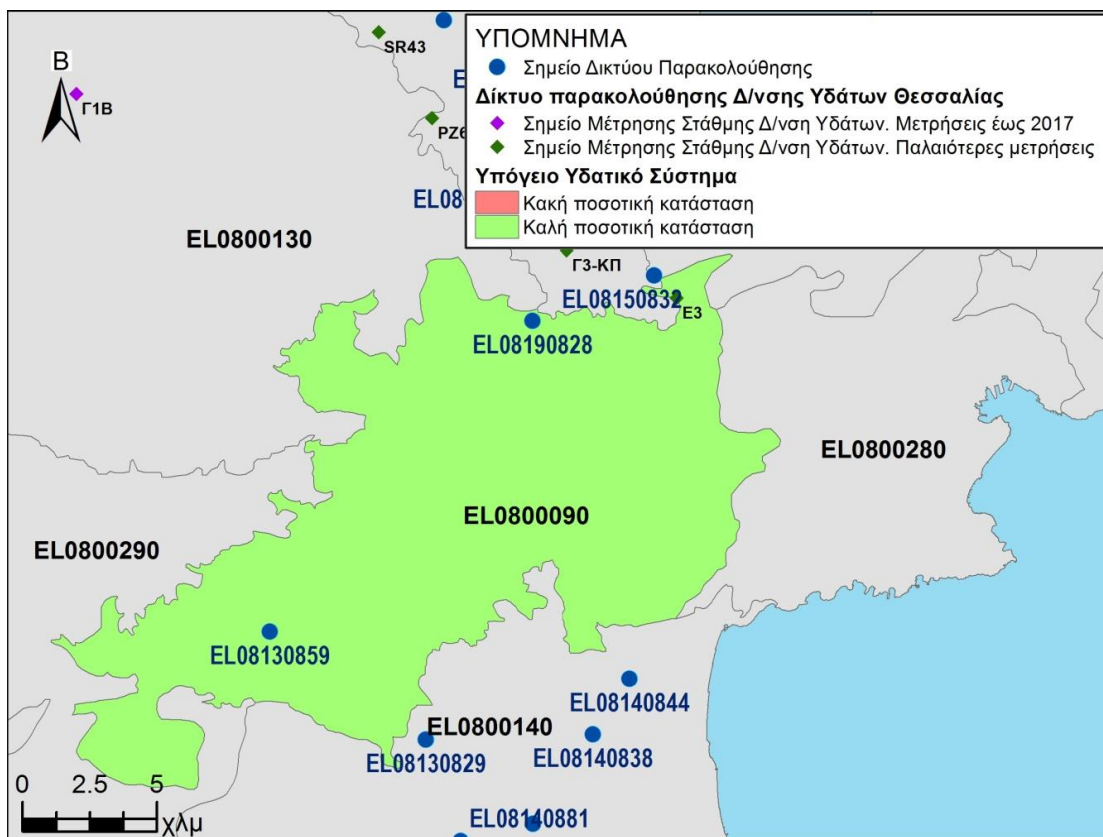 ΥΠΟΜΝΗΜΑ
Σημείο Δικτύου Παρακολούθησης
Δίκτυο παρακολούθησης Δ/νσης Υδάτων Θεσσαλίας
Σημείο Μέτρησης Στάθμης Δ/νση Υδάτων. Μετρήσεις έως 2017
Σημείο Μέτρησης Στάθμης Δ/νση Υδάτων. Παλαιότερες μετρήσεις
Υπόγειο Υδατικό Σύστημα
Κακή ποσοτική κατάσταση
Καλή ποσοτική κατάσταση
SR43
Β
Γ1Β
PZ6
EL08
EL0800130
Γ3-ΚΠ
EL08150832
E3
EL08190828
EL0800280
EL0800090
EL0800290
EL08130859
EL08140844
EL0800140
EL08130829
EL08140838
EL08140881
0 2.5 5
χλμ